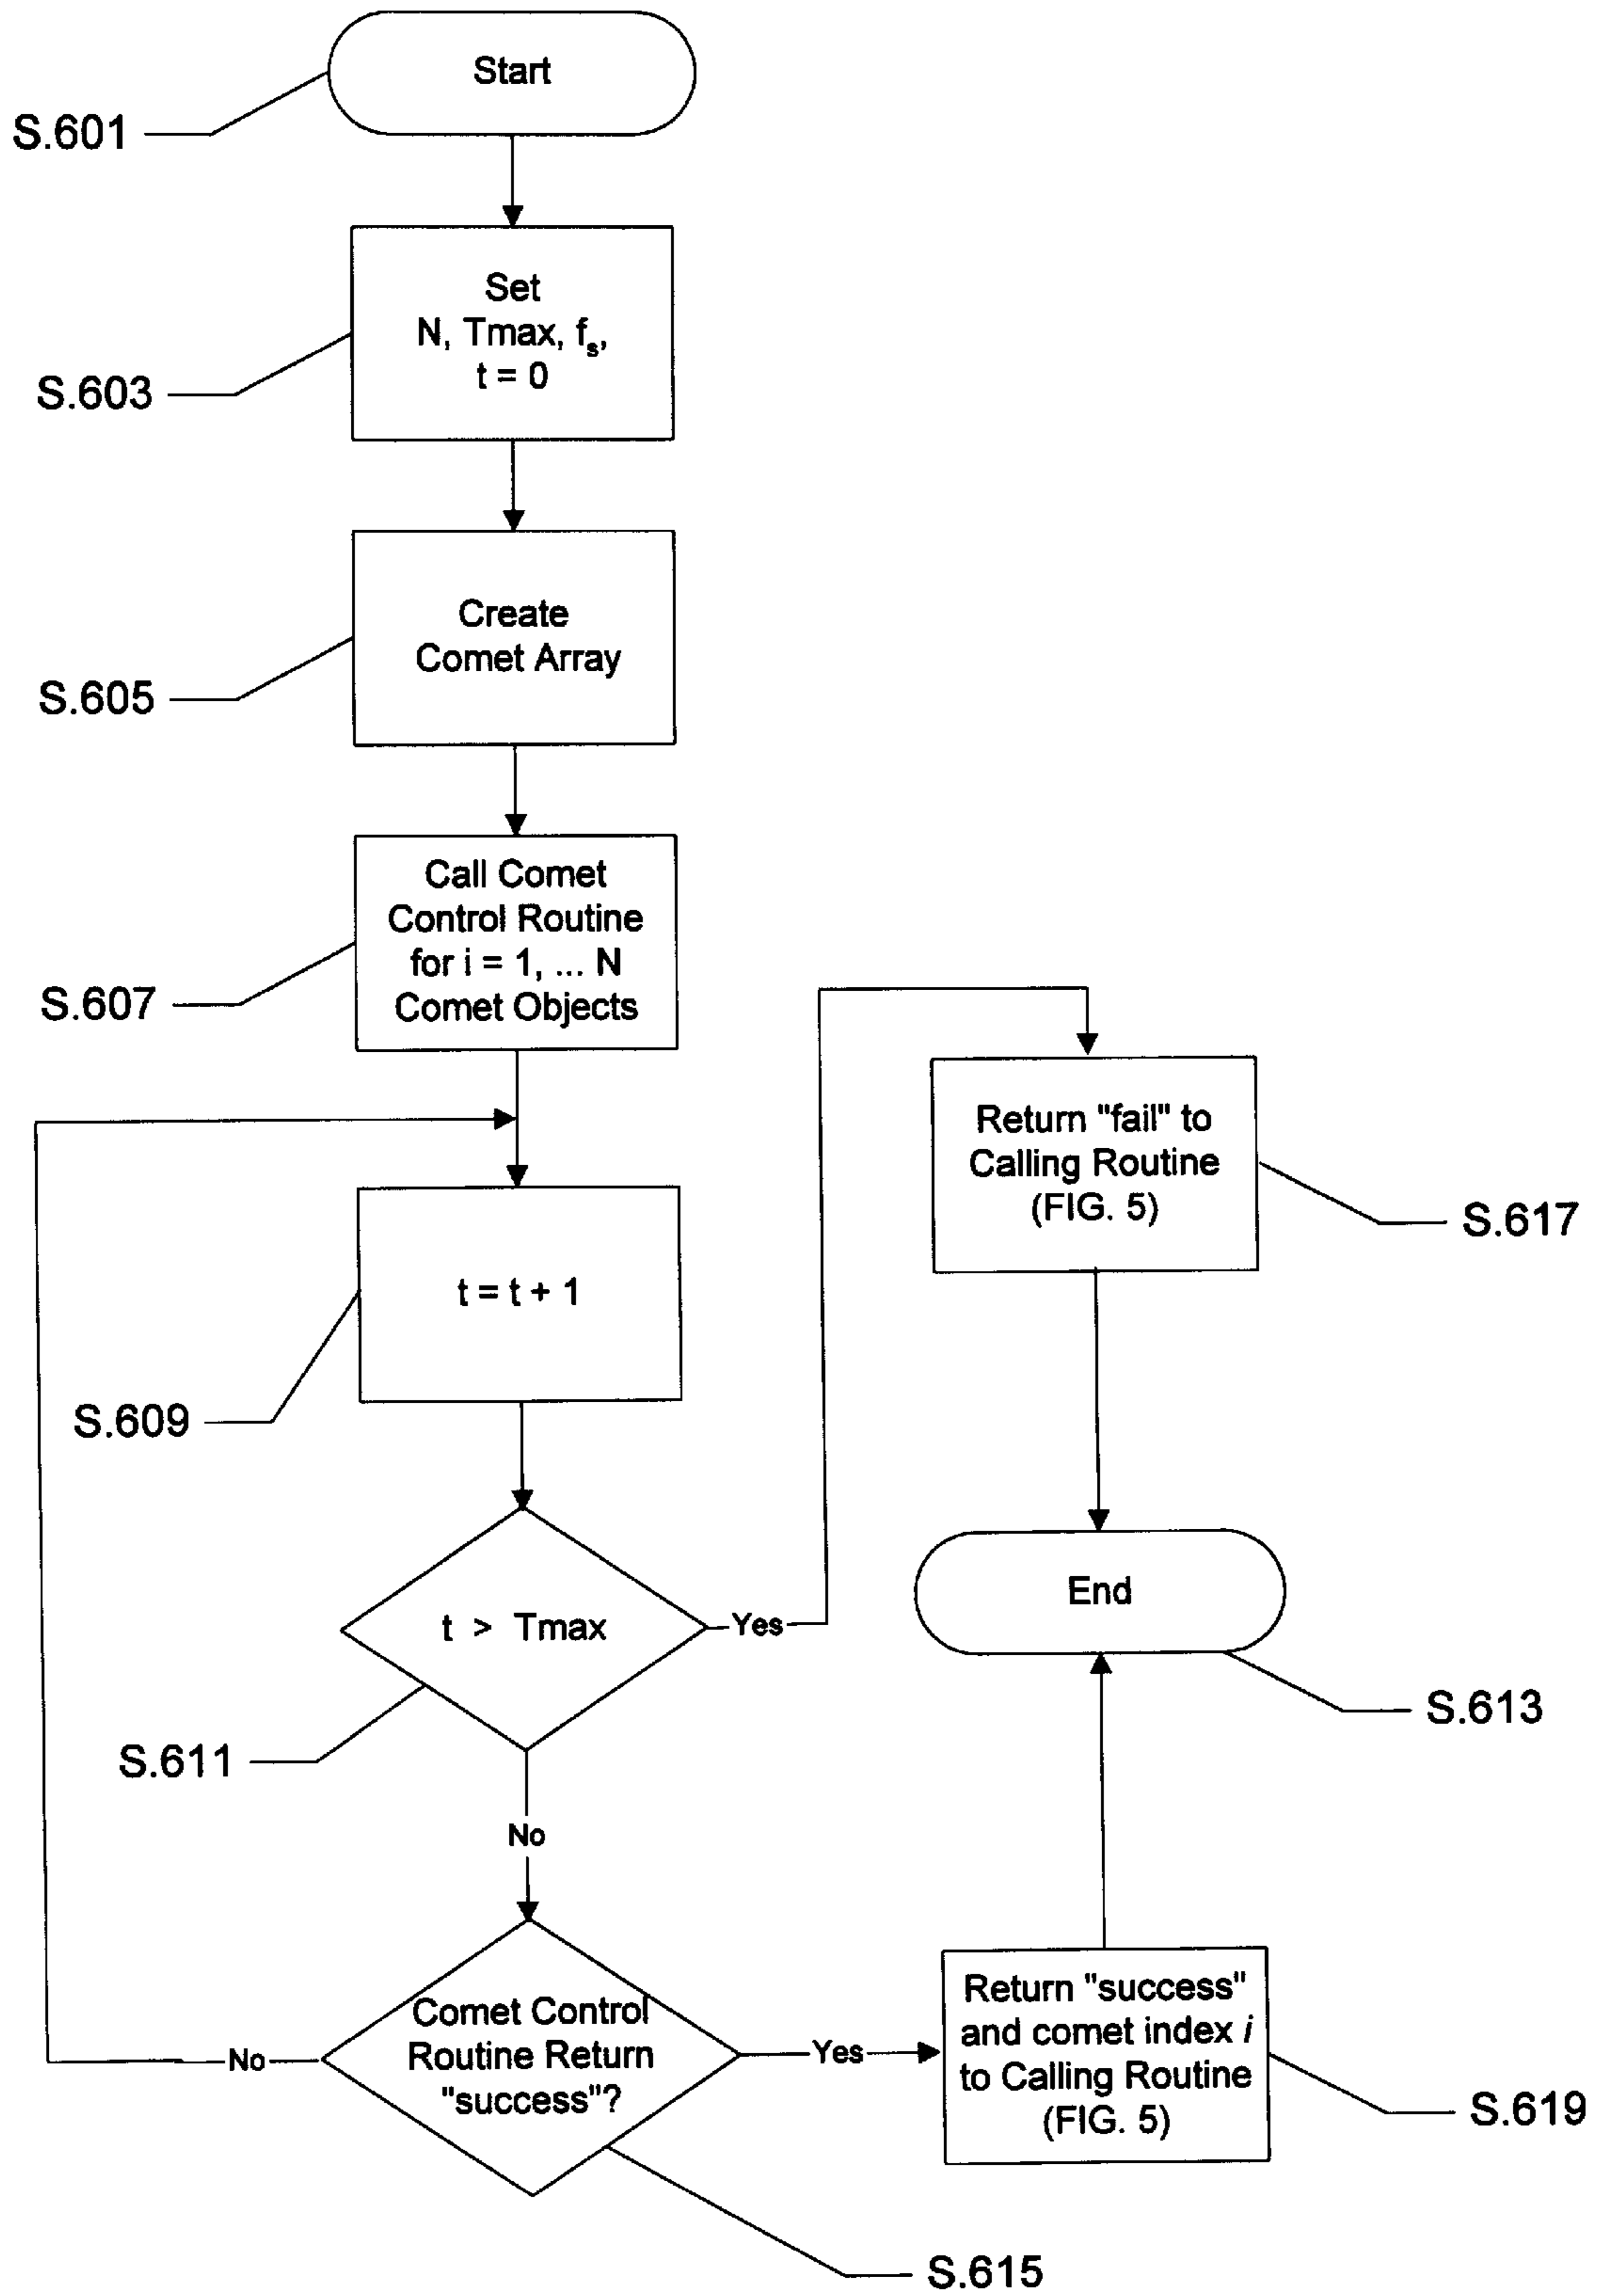 Start
S.601
Set
N, Tmax, fs,
t = 0
S.603
Create
Comet Array
S.605
Call Comet
Control Routine
for i = 1, ... N
Comet Objects
S.607
Return "fail" to
Calling Routine
(FIG. 5)
S.617
t = t + 1
S.609
t > Tmax
Yes
End
S.613
S.611
No
Comet Control
Routine Return
"success"?
No
Yes
Return "success"
and comet index i
to Calling Routine
(FIG. 5)
S.619
S.615